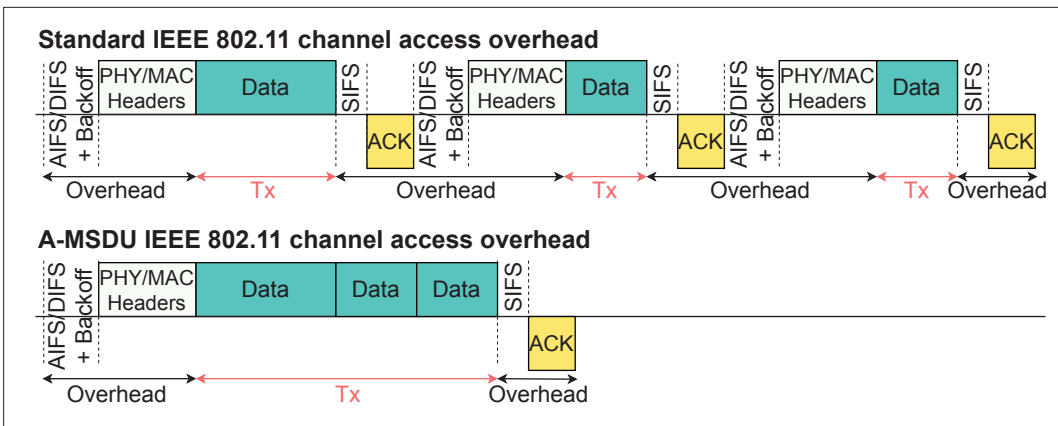 Standard IEEE 802.11 channel access overhead
AIFS/DIFS
+ Backoff
PHY/MAC
Headers
Data
SIFS
ACK
AIFS/DIFS
+ Backoff
PHY/MAC
Headers
Data
SIFS
ACK
AIFS/DIFS
+ Backoff
PHY/MAC
Headers
Data
SIFS
ACK
Overhead
Tx
Overhead
Tx
Overhead
Tx
Overhead
A-MSDU IEEE 802.11 channel access overhead
AIFS/DIFS
+ Backoff
PHY/MAC
Headers
Data
Data
Data
SIFS
ACK
Overhead
Tx
Overhead